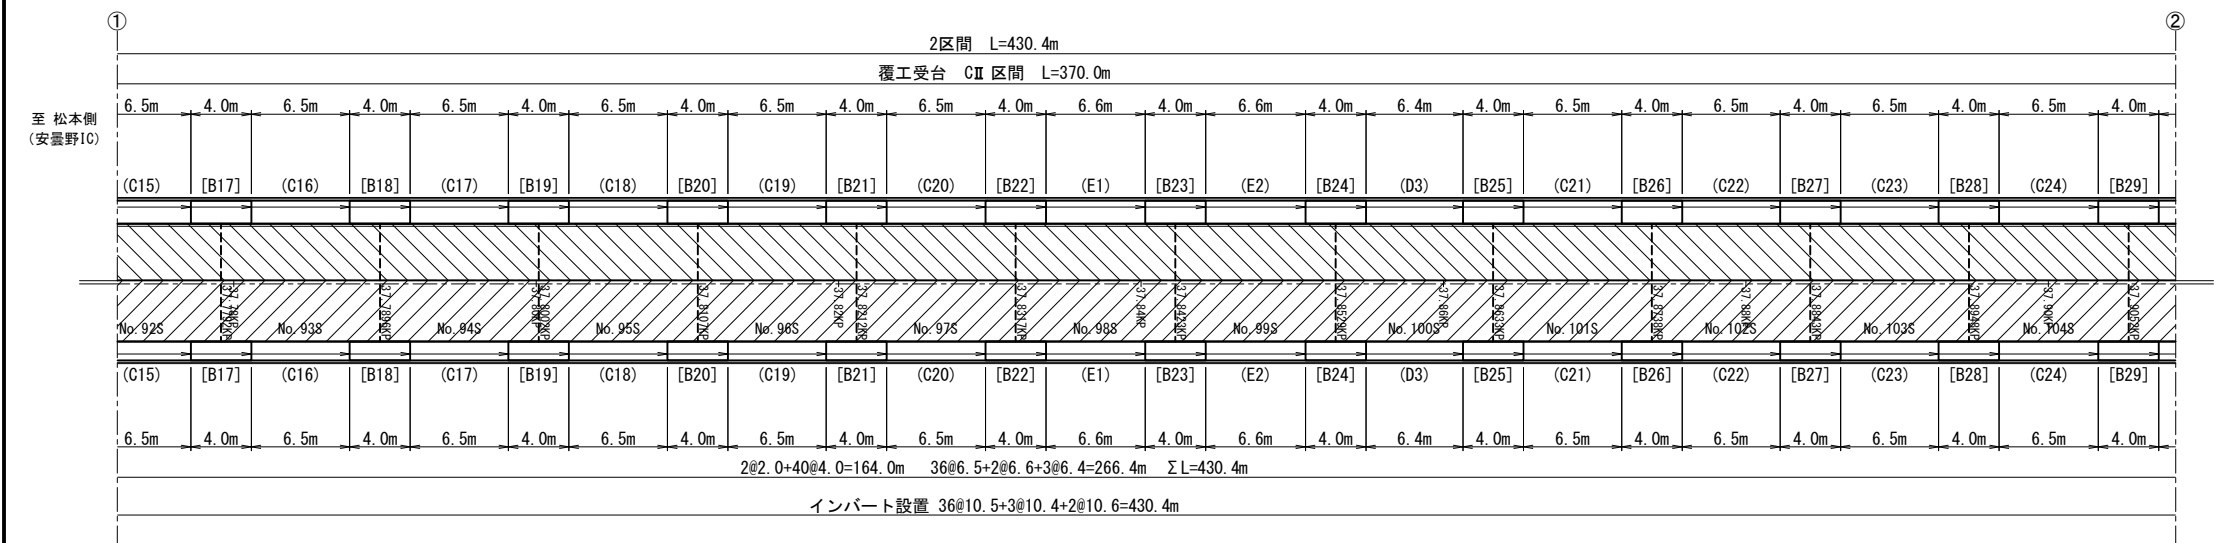 ① ②
2区間 L=430.4m
覆工受台 CⅡ 区間 L=370.0m
6.5m 4.0m 6.5m 4.0m 6.5m 4.0m 6.5m 4.0m 6.5m 4.0m 6.5m 4.0m 6.6m 4.0m 6.6m 4.0m 6.4m 4.0m 6.5m 4.0m 6.5m 4.0m 6.5m 4.0m 6.5m 4.0m
至 松本側
(安曇野IC)
(C15) [B17] (C16) [B18] (C17) [B19] (C18) [B20] (C19) [B21] (C20) [B22] (E1) [B23] (E2) [B24] (D3) [B25] (C21) [B26] (C22) [B27] (C23) [B28] (C24) [B29]
37.82KP 37.84KP 37.86KP 37.88KP 37.90KP
No.92S No.93S No.94S No.95S No.96S No.97S No.98S No.99S No.100S No.101S No.102S No.103S No.104S
(C15) [B17] (C16) [B18] (C17) [B19] (C18) [B20] (C19) [B21] (C20) [B22] (E1) [B23] (E2) [B24] (D3) [B25] (C21) [B26] (C22) [B27] (C23) [B28] (C24) [B29]
6.5m 4.0m 6.5m 4.0m 6.5m 4.0m 6.5m 4.0m 6.5m 4.0m 6.5m 4.0m 6.6m 4.0m 6.6m 4.0m 6.4m 4.0m 6.5m 4.0m 6.5m 4.0m 6.5m 4.0m 6.5m 4.0m
2@2.0+40@4.0=164.0m 36@6.5+2@6.6+3@6.4=266.4m ΣL=430.4m
インバート設置 36@10.5+3@10.4+2@10.6=430.4m